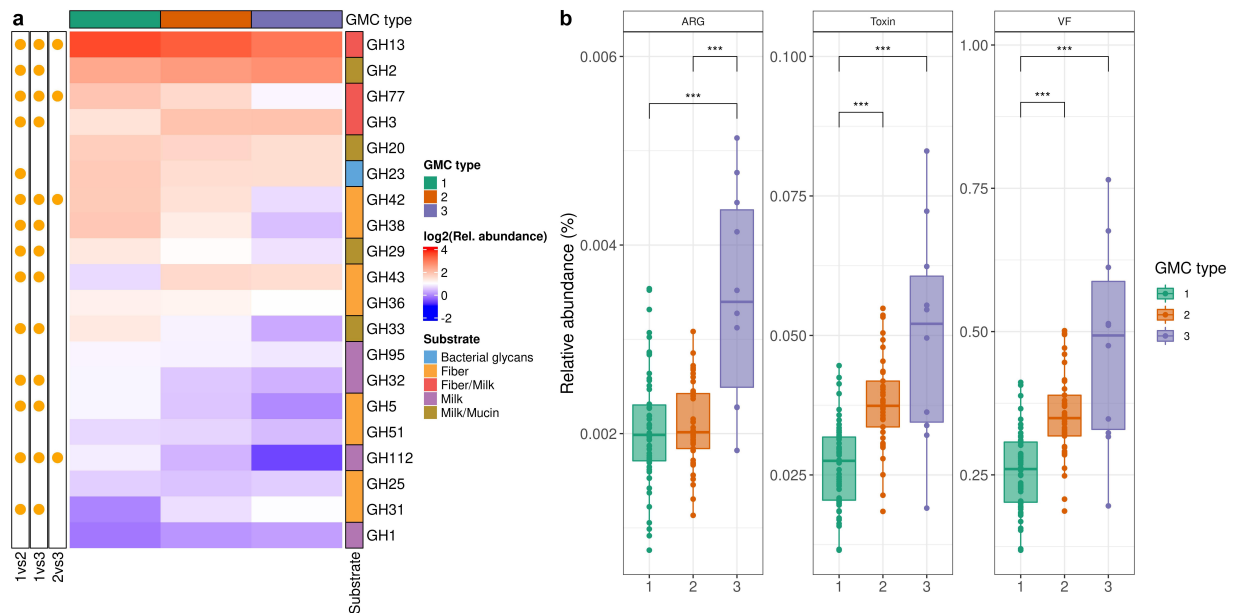 a
GMC type
GH13
GH2
GH77
GH3
GH20
GH23
GH42
GH38
GH29
GH43
GH36
GH33
GH95
GH32
GH5
GH51
GH112
GH25
GH31
GH1
1vs2
1vs3
2vs3
Substrate
GMC type
1
2
3
log2(Rel. abundance)
4
2
0
-2
Substrate
Bacterial glycans
Fiber
Fiber/Milk
Milk
Milk/Mucin
b
Relative abundance (%)
ARG
0.006
0.004
0.002
***
***
1 2 3
Toxin
0.100
0.075
0.050
0.025
***
***
1 2 3
VF
1.00
0.75
0.50
0.25
***
***
1 2 3
GMC type
1
2
3